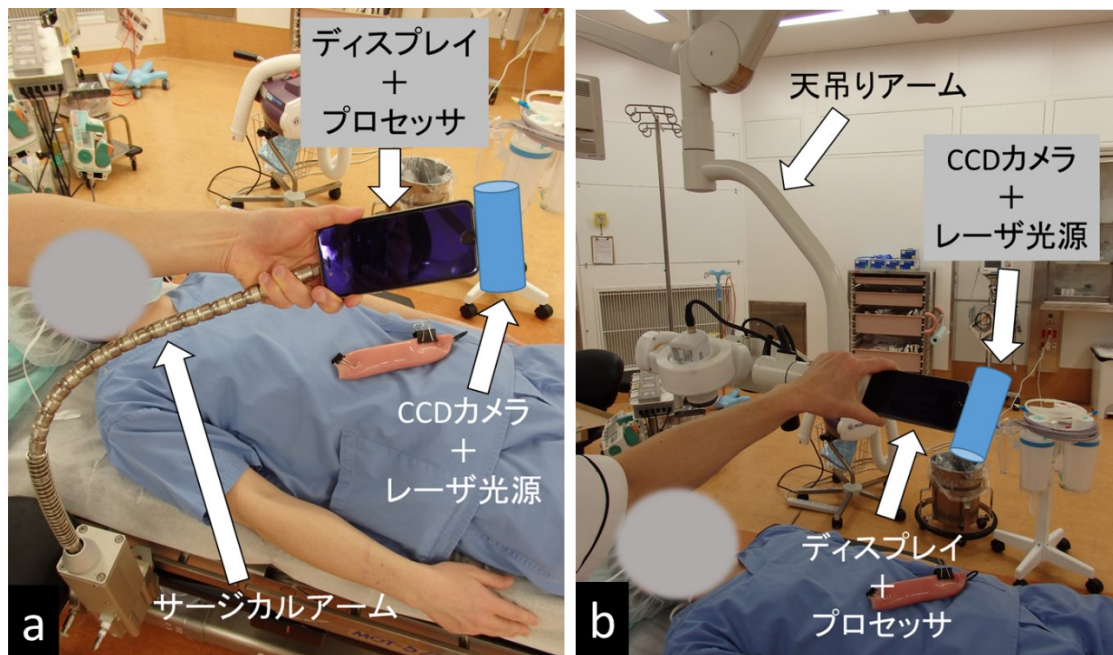 ディスプレイ
＋
プロセッサ
CCDカメラ
＋
レーザ光源
サージカルアーム
a
天吊りアーム
CCDカメラ
＋
レーザ光源
ディスプレイ
＋
プロセッサ
b